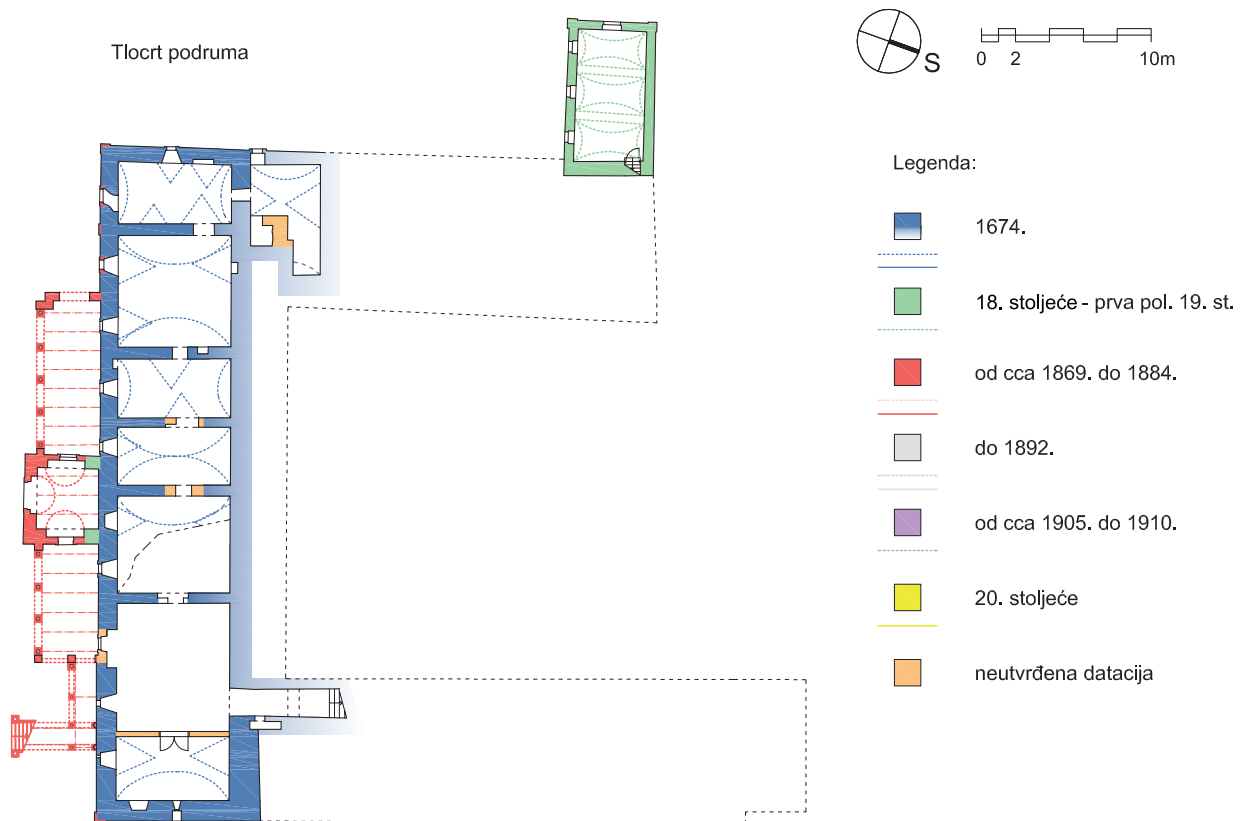 Tlocrt podruma
S
0 2 10m
Legenda:
1674.
18. stoljeće - prva pol. 19. st.
od cca 1869. do 1884.
do 1892.
od cca 1905. do 1910.
20. stoljeće
neutvrđena datacija